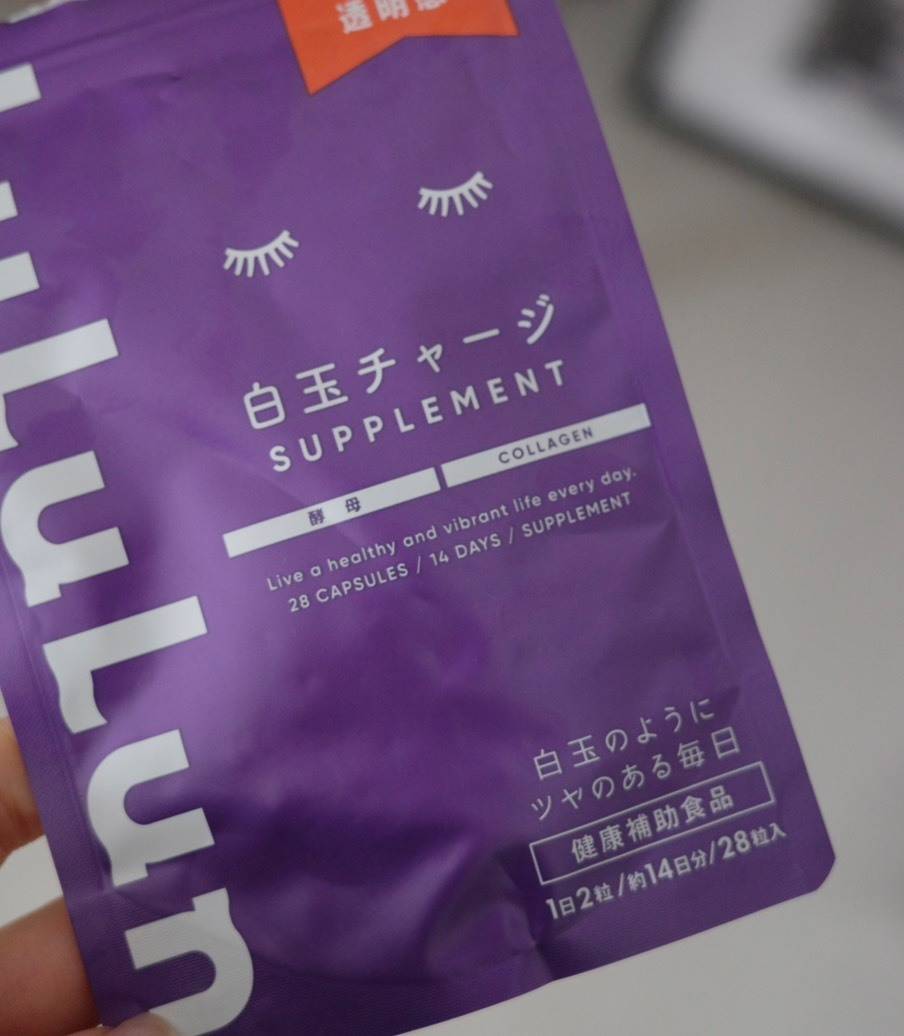 透明感
LuLuLun
白玉チャージ
SUPPLEMENT
酵母
COLLAGEN
Live a healthy and vibrant life every day.
28 CAPSULES / 14 DAYS / SUPPLEMENT
白玉のように
ツヤのある毎日
健康補助食品
1日2粒/約14日分/28粒入